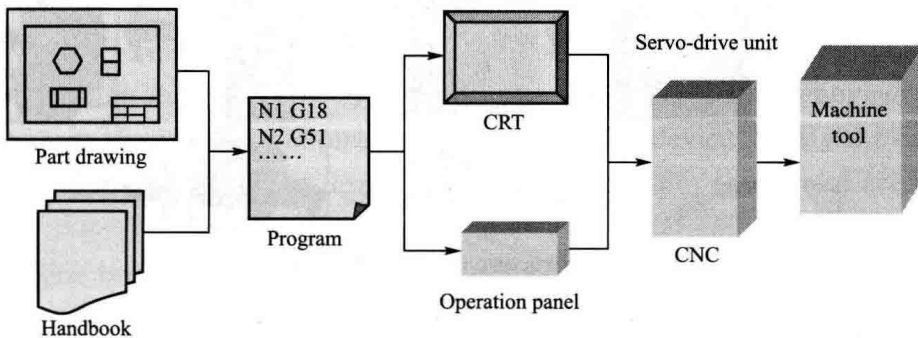 Part drawing
Handbook
N1 G18
N2 G51
……
Program
CRT
Operation panel
Servo-drive unit
CNC
Machine
tool